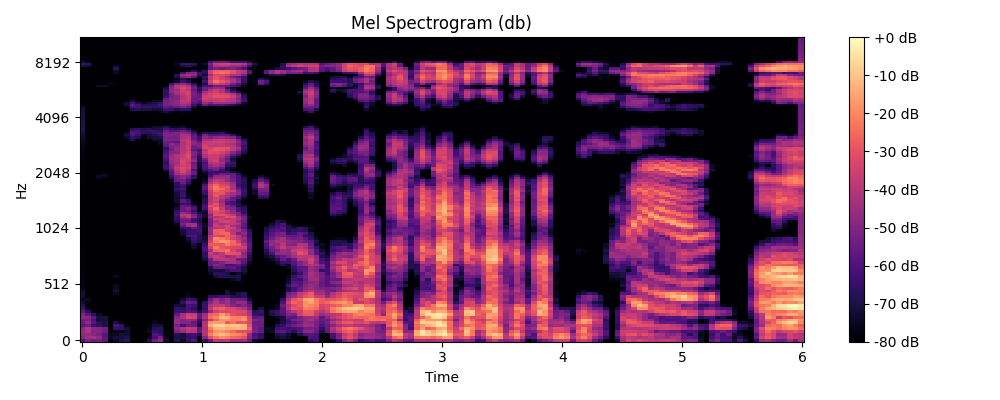 Mel Spectrogram (db)
+0 dB
8192
-10 dB
4096
-20 dB
-30 dB
2048
Hz
-40 dB
1024
-50 dB
-60 dB
512
-70 dB
0
-80 dB
0 1 2 3 4 5 6
Time